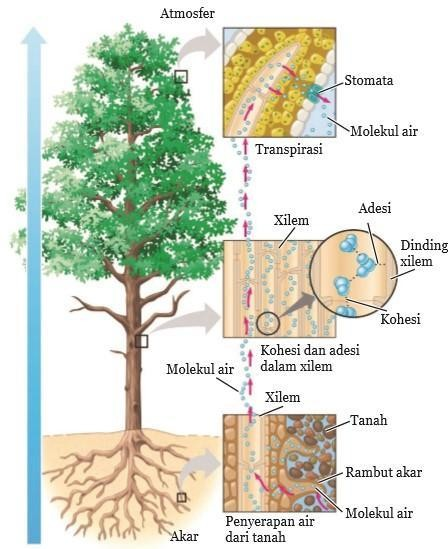 Atmosfer
Stomata
Molekul air
Transpirasi
Xilem
Adesi
Dinding
xilem
Kohesi
Kohesi dan adesi
dalam xilem
Molekul air
Xilem
Tanah
Rambut akar
Molekul air
Penyerapan air
dari tanah
Akar